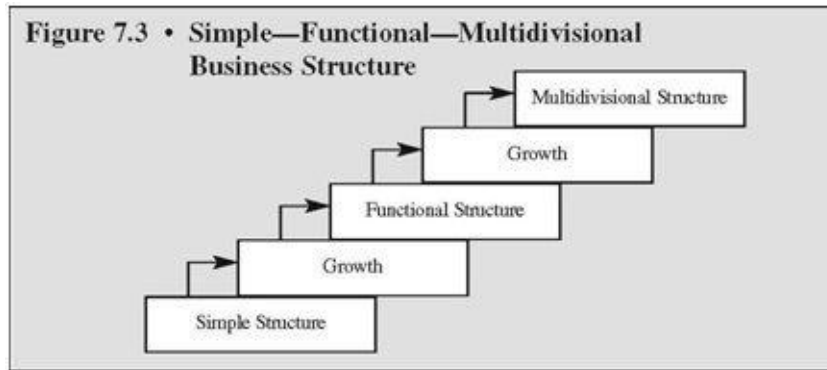 Figure 7.3 • Simple—Functional—Multidivisional
Business Structure
Multidivisional Structure
Growth
Functional Structure
Growth
Simple Structure